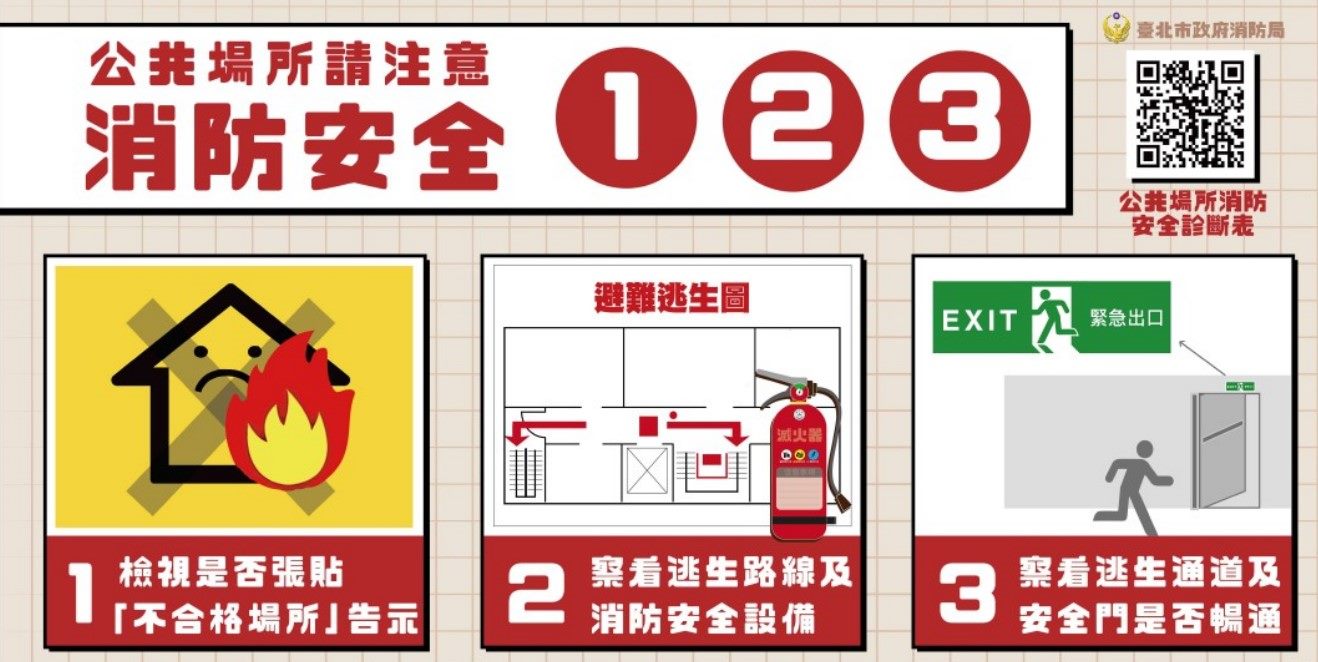 公共場所請注意
消防安全
1 2 3
臺北市政府消防局
公共場所消防
安全診斷表
避難逃生圖
滅火器
EXIT 緊急出口
1 檢視是否張貼
「不合格場所」告示
2 察看逃生路線及
消防安全設備
3 察看逃生通道及
安全門是否暢通